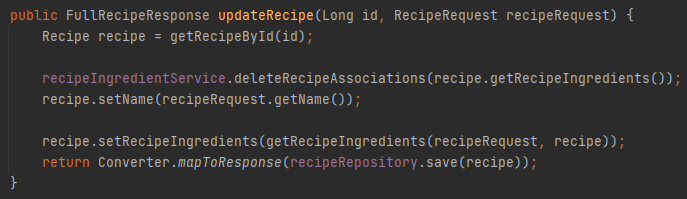 public FullRecipeResponse updateRecipe(Long id, RecipeRequest recipeRequest) {
    Recipe recipe = getRecipeById(id);

    recipeIngredientService.deleteRecipeAssociations(recipe.getRecipeIngredients());
    recipe.setName(recipeRequest.getName());

    recipe.setRecipeIngredients(getRecipeIngredients(recipeRequest, recipe));
    return Converter.mapToResponse(recipeRepository.save(recipe));
}